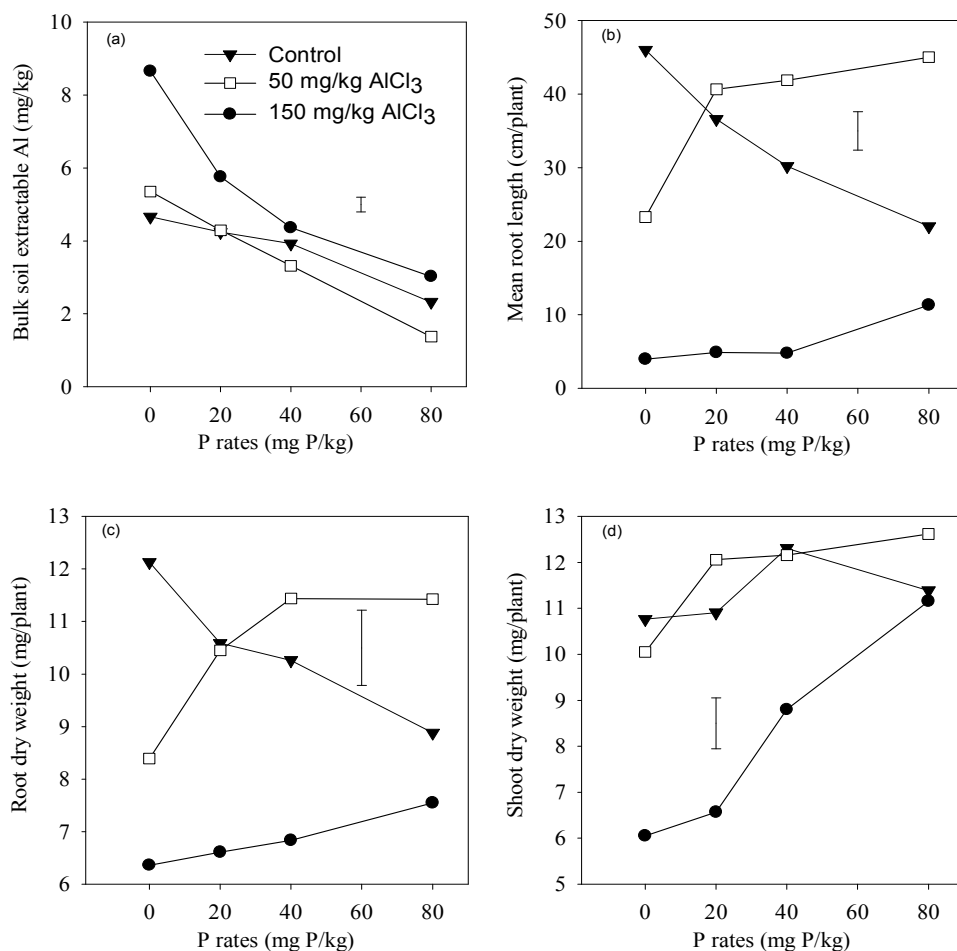 (a)
Control
50 mg/kg AlCl3
150 mg/kg AlCl3
Bulk soil extractable Al (mg/kg)
10
8
6
4
2
0
0 20 40 60 80
P rates (mg P/kg)
(b)
Mean root length (cm/plant)
50
40
30
20
10
0
0 20 40 60 80
P rates (mg P/kg)
(c)
Root dry weight (mg/plant)
13
12
11
10
9
8
7
6
0 20 40 60 80
P rates (mg P/kg)
(d)
Shoot dry weight (mg/plant)
13
12
11
10
9
8
7
6
5
0 20 40 60 80
P rates (mg P/kg)